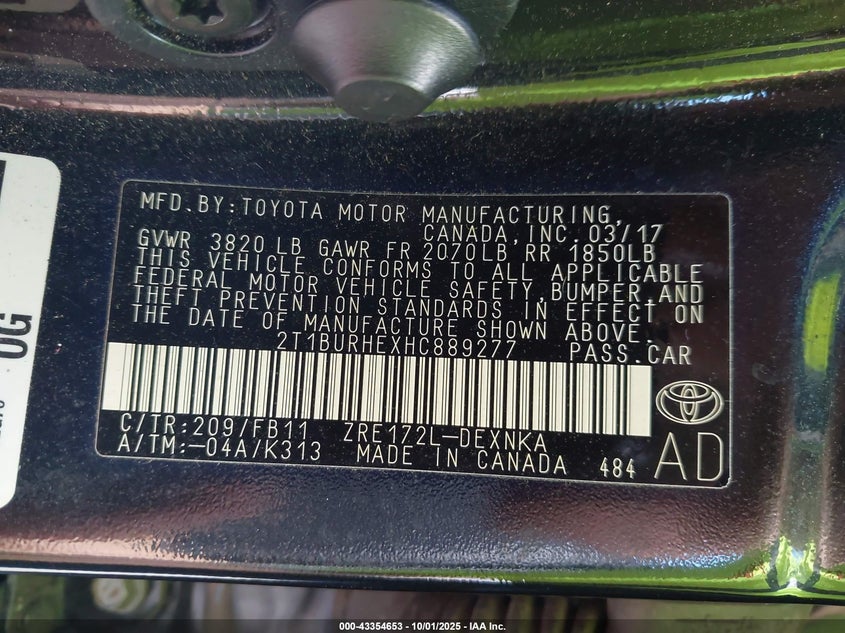 MFD.BY:TOYOTA MOTOR MANUFACTURING,
CANADA,INC. 03/17
GVWR 3820 LB GAWR FR 2070LB RR 1850LB
THIS VEHICLE CONFORMS TO ALL APPLICABLE
FEDERAL MOTOR VEHICLE SAFETY,BUMPER,AND
THEFT PREVENTION STANDARDS IN EFFECT ON
THE DATE OF MANUFACTURE SHOWN ABOVE.
2T1BURHEXHC889277 PASS.CAR
C/TR:209/FB11 ZRE172L-DEXNKA
A/TM:-04A/K313 MADE IN CANADA 484 AD
0G
000-43354653 - 10/01/2025 - IAA Inc.